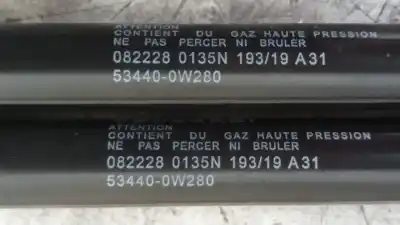 ATTENTION
CONTIENT DU GAZ HAUTE PRESSION
NE PAS PERCER NI BRULER
082228 0135N 193/19 A31
53440-0W280
ATTENTION
CONTIENT DU GAZ HAUTE PRESSION
NE PAS PERCER NI BRULER
082228 0135N 193/19 A31
53440-0W280